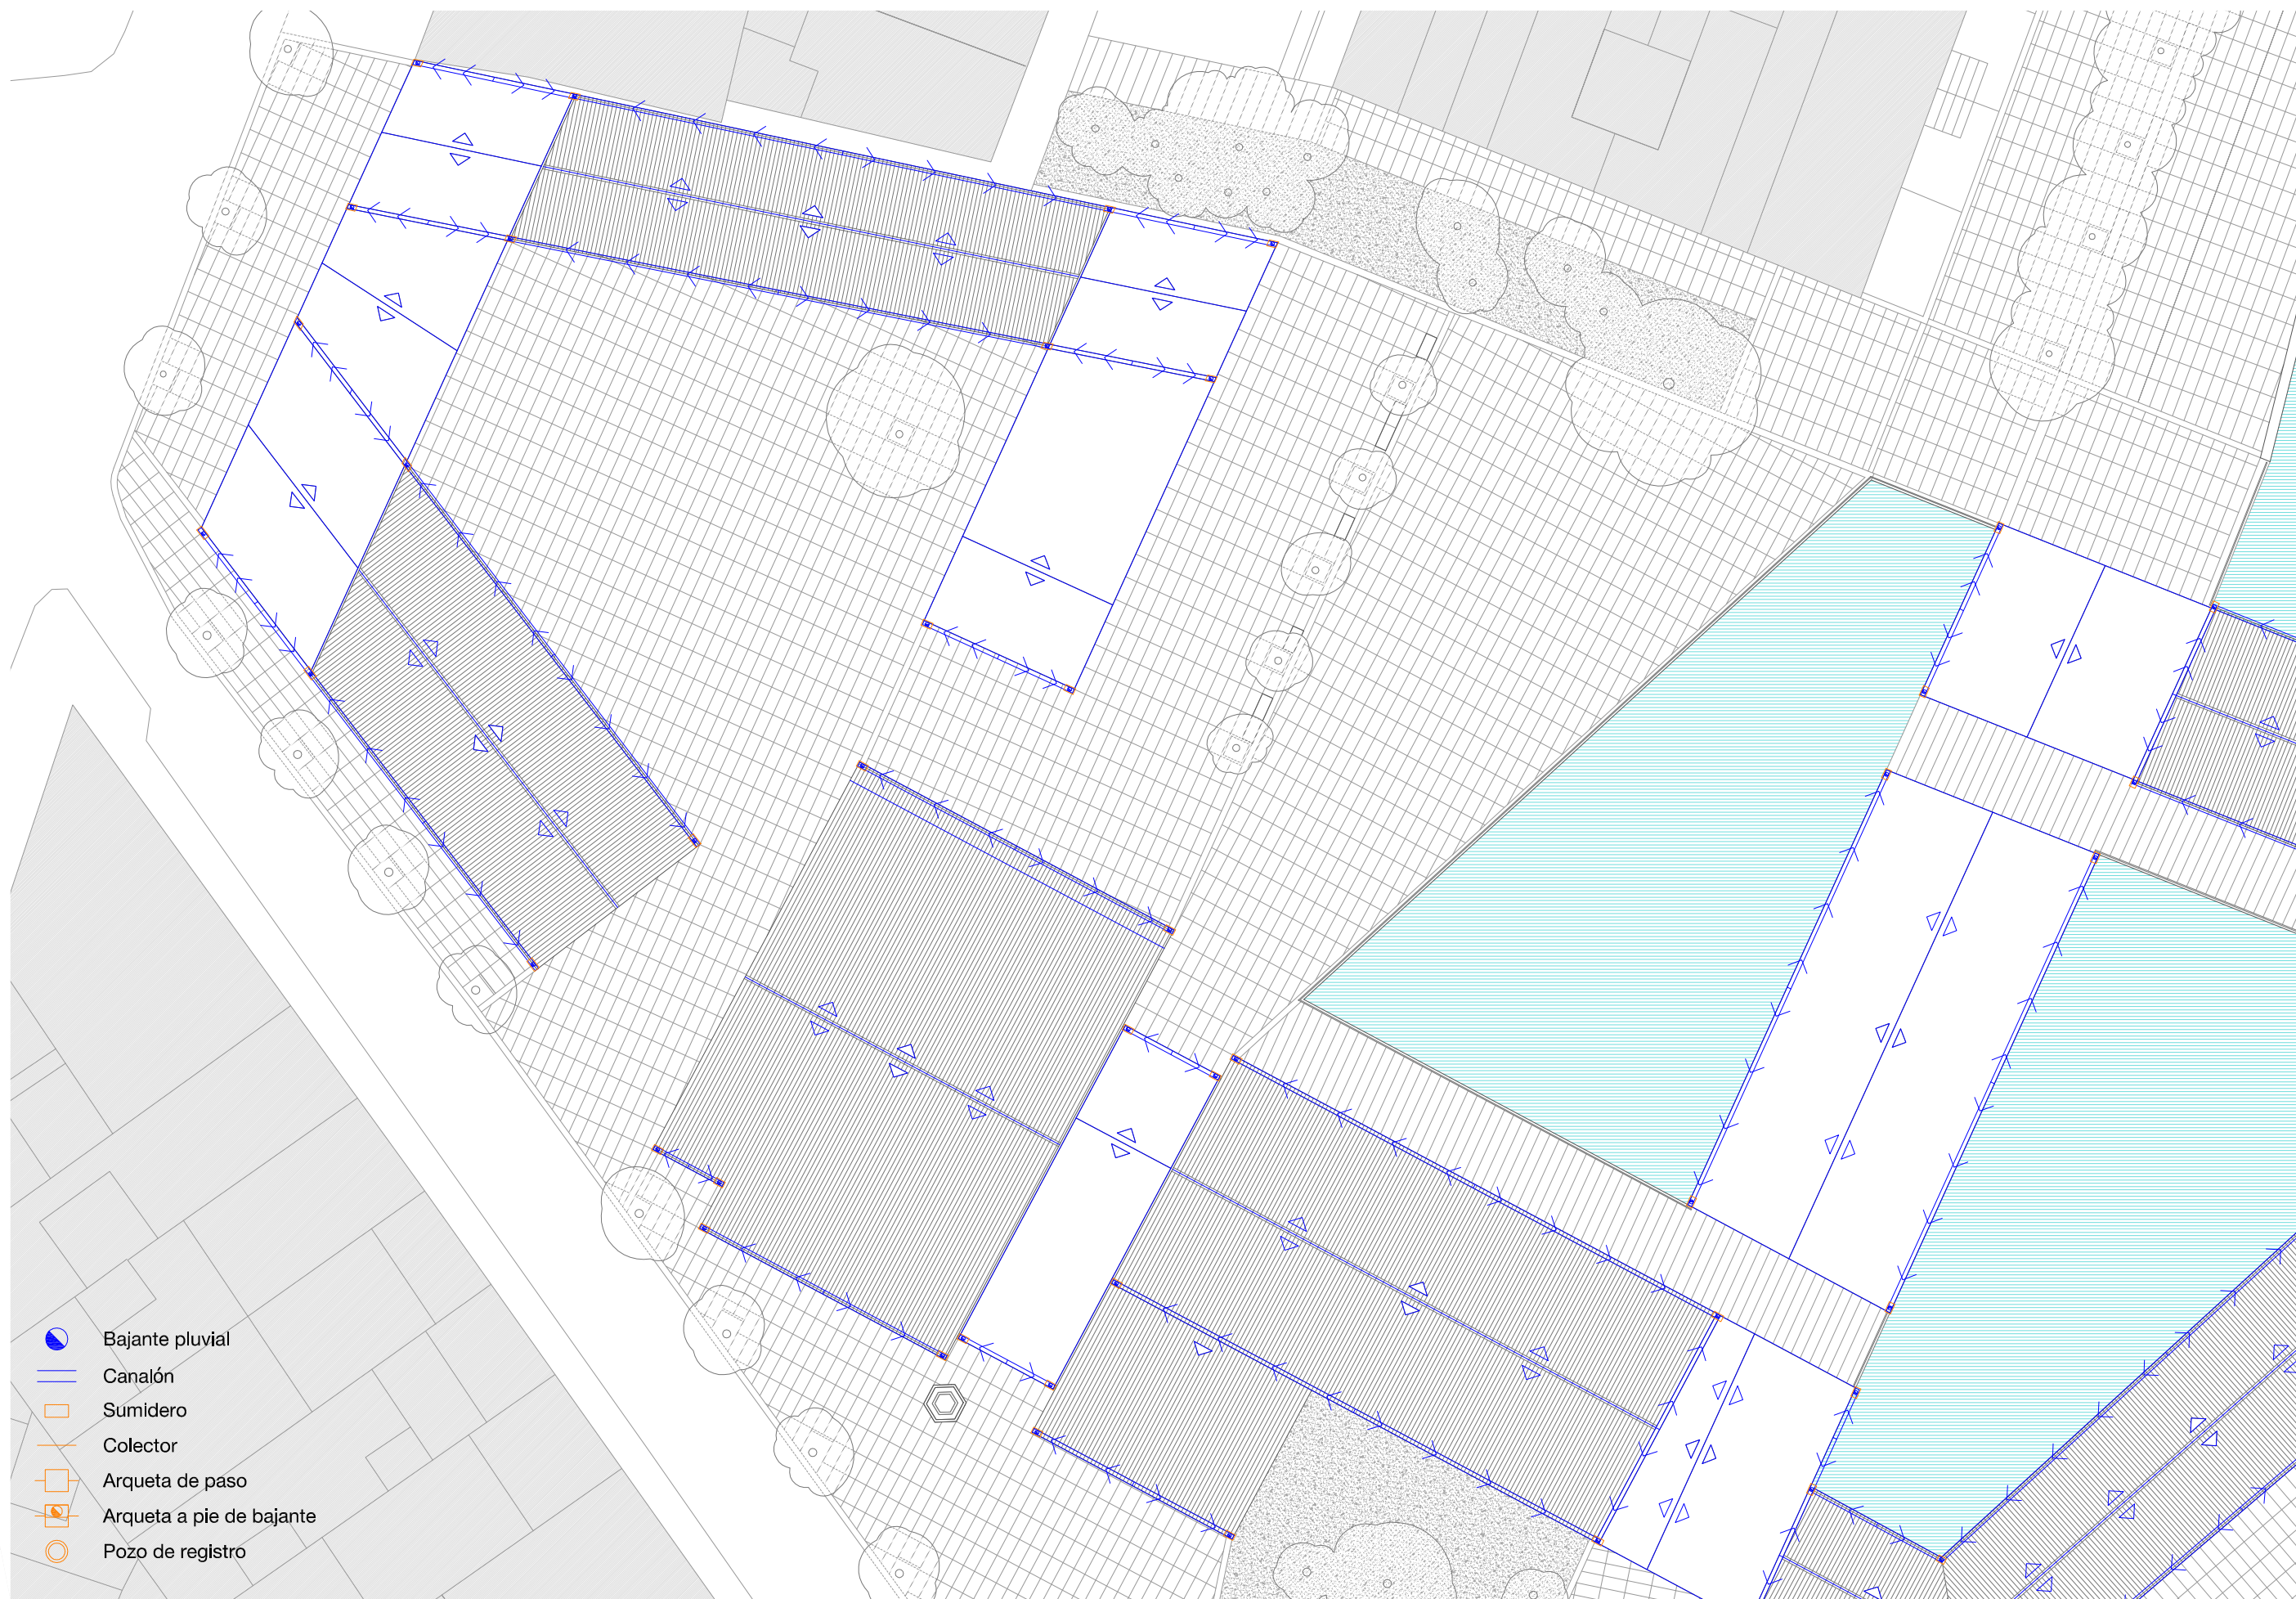 Bajante pluvial
Canalón
Sumidero
Colector
Arqueta de paso
Arqueta a pie de bajante
Pozo de registro